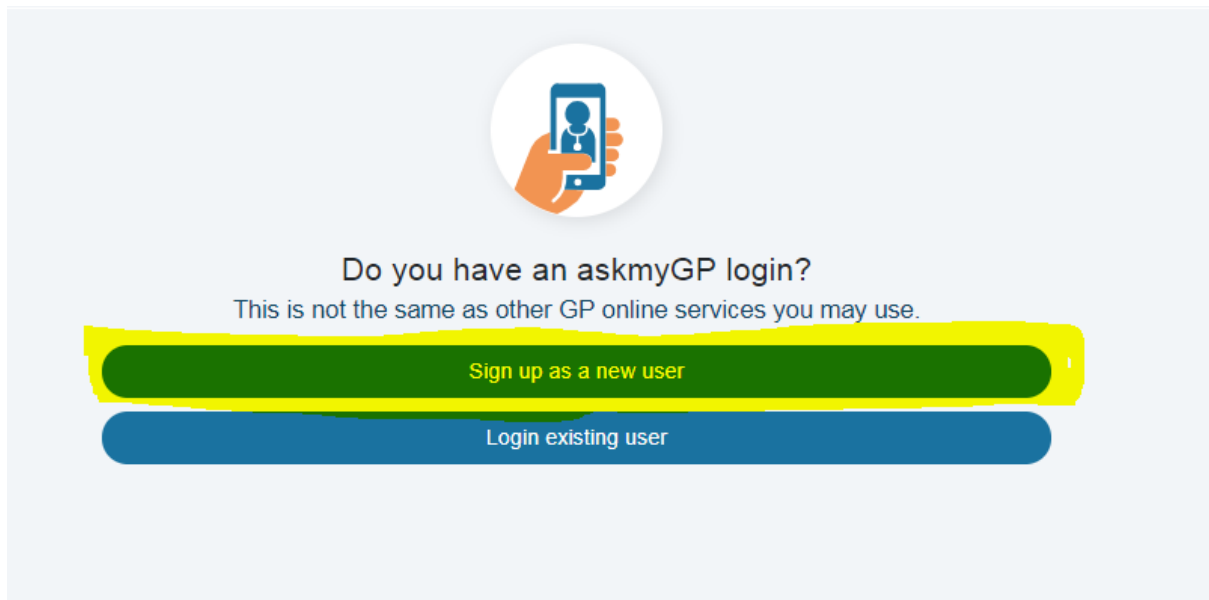 Do you have an askmyGP login?
This is not the same as other GP online services you may use.
Sign up as a new user
Login existing user